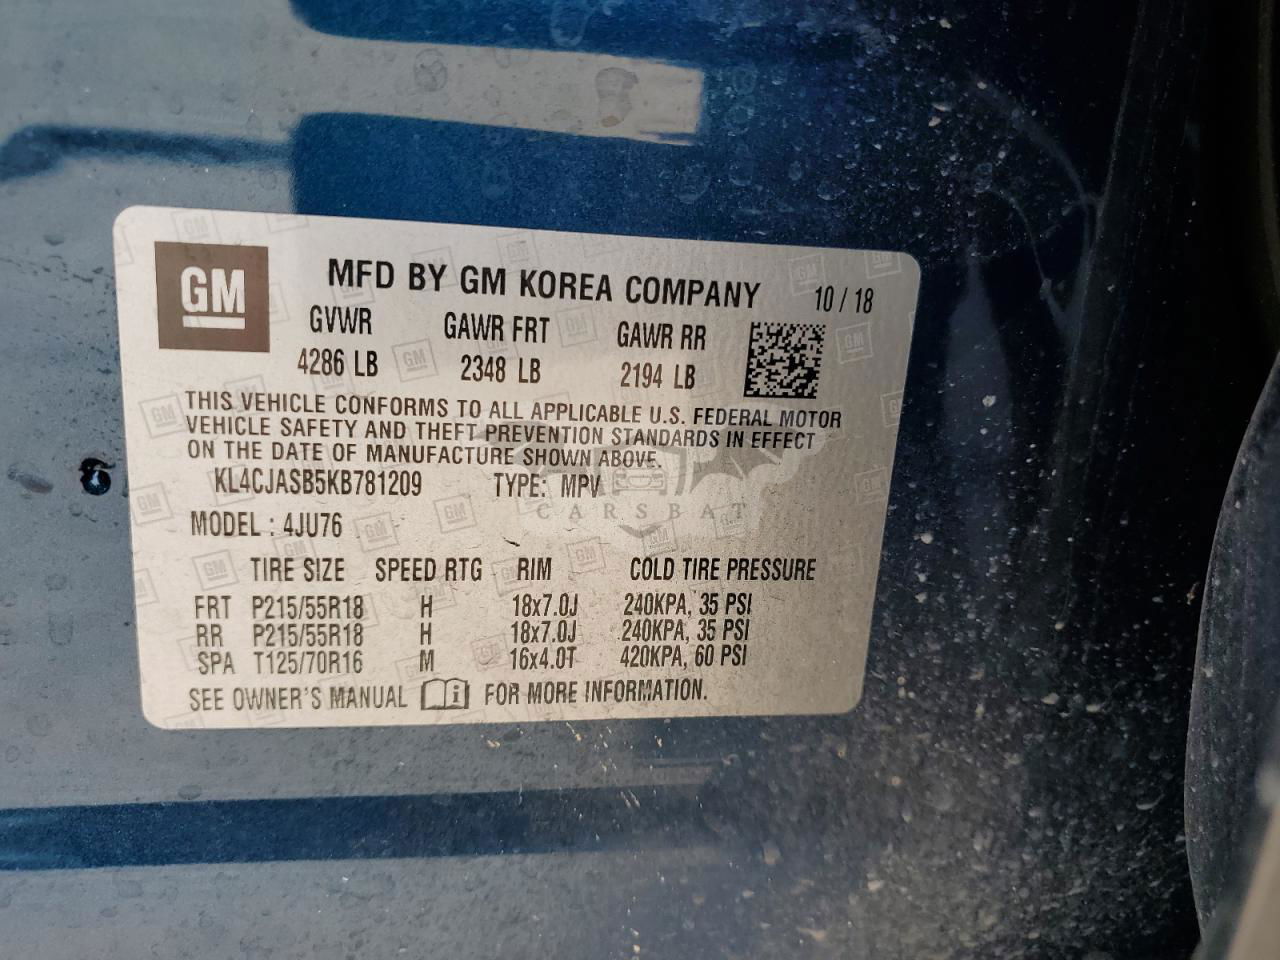 GM
MFD BY GM KOREA COMPANY 10 / 18
GVWR GAWR FRT GAWR RR
4286 LB 2348 LB 2194 LB
THIS VEHICLE CONFORMS TO ALL APPLICABLE U.S. FEDERAL MOTOR
VEHICLE SAFETY AND THEFT PREVENTION STANDARDS IN EFFECT
ON THE DATE OF MANUFACTURE SHOWN ABOVE.
KL4CJASB5KB781209 TYPE: MPV
CARSBAT
MODEL : 4JU76
TIRE SIZE SPEED RTG RIM COLD TIRE PRESSURE
FRT P215/55R18 H 18x7.0J 240KPA, 35 PSI
RR P215/55R18 H 18x7.0J 240KPA, 35 PSI
SPA T125/70R16 M 16x4.0T 420KPA, 60 PSI
SEE OWNER'S MANUAL i FOR MORE INFORMATION.